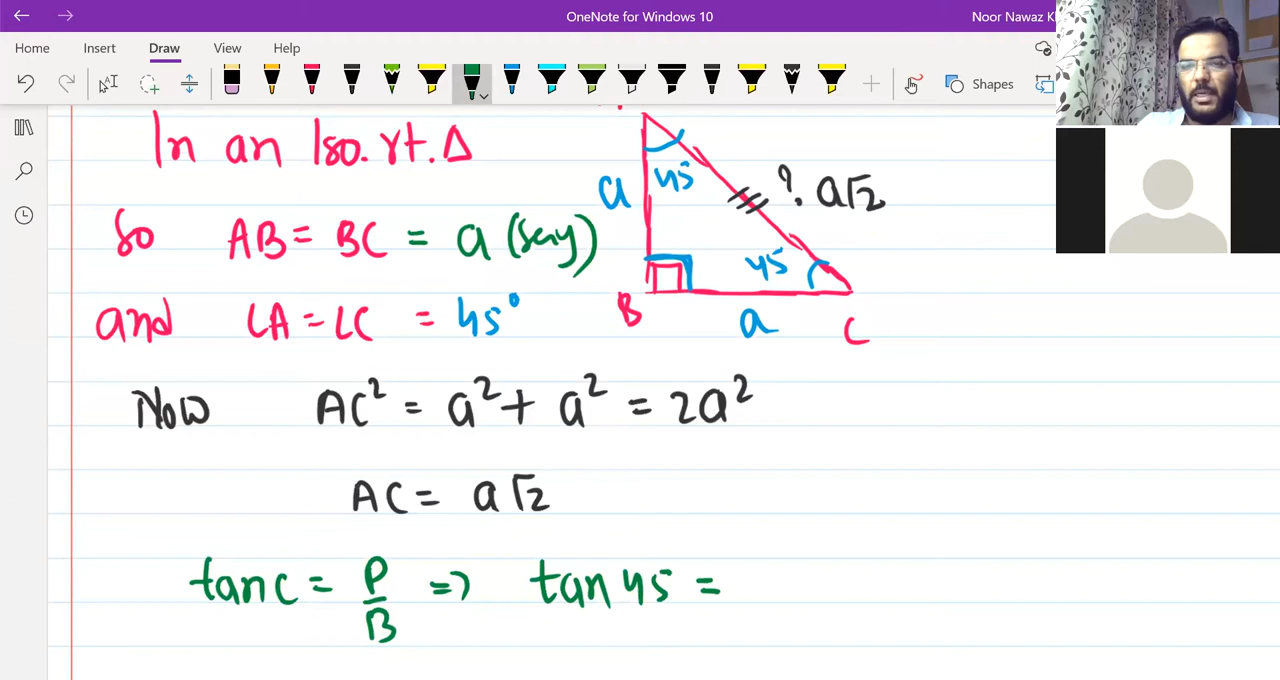 OneNote for Windows 10
Noor Nawaz K
Home Insert Draw View Help
Shapes
In an Iso. rt. Δ
So AB = BC = a (say)
and ∠A = ∠C = 45°
a 45 ? a√2
45
B a C
Now AC² = a² + a² = 2a²
AC = a√2
tan C = P/B => tan 45 =